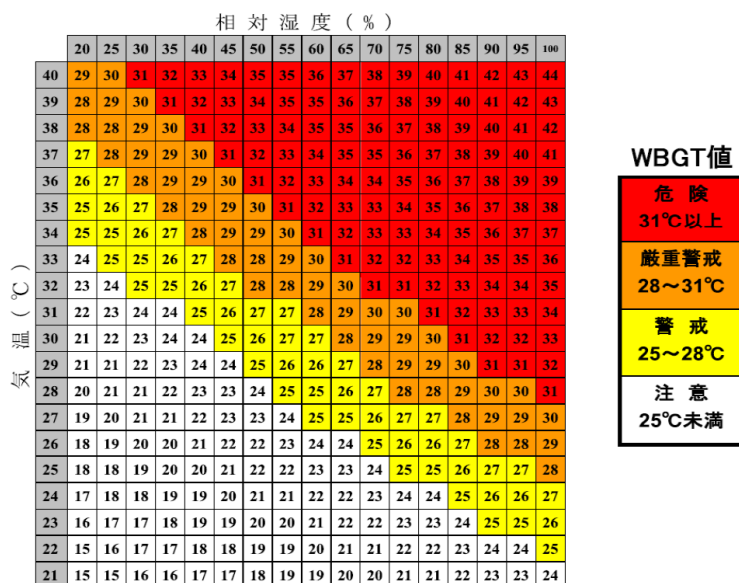 相対湿度(%)
20 25 30 35 40 45 50 55 60 65 70 75 80 85 90 95 100
40 29 30 31 32 33 34 35 35 36 37 38 39 40 41 42 43 44
39 28 29 30 31 32 33 34 35 35 36 37 38 39 40 41 42 43
38 28 28 29 30 31 32 33 34 35 35 36 37 38 39 40 41 42
37 27 28 29 29 30 31 32 33 34 35 35 36 37 38 39 40 41
36 26 27 28 29 29 30 31 32 33 34 34 35 36 37 38 39 39
35 25 26 27 28 29 29 30 31 32 33 33 34 35 36 37 38 38
34 25 25 26 27 28 29 29 30 31 32 33 33 34 35 36 37 37
33 24 25 25 26 27 28 28 29 30 31 32 32 33 34 35 35 36
32 23 24 25 25 26 27 28 28 29 30 31 31 32 33 34 34 35
31 22 23 24 24 25 26 27 27 28 29 30 30 31 32 33 33 34
30 21 22 23 24 24 25 26 27 27 28 29 29 30 31 32 32 33
29 21 21 22 23 24 24 25 26 26 27 28 29 29 30 31 31 32
28 20 21 21 22 23 23 24 25 25 26 27 28 28 29 30 30 31
27 19 20 21 21 22 23 23 24 25 25 26 27 27 28 29 29 30
26 18 19 20 20 21 22 22 23 24 24 25 26 26 27 28 28 29
25 18 18 19 20 20 21 22 22 23 23 24 25 25 26 27 27 28
24 17 18 18 19 19 20 21 21 22 22 23 24 24 25 26 26 27
23 16 17 17 18 19 19 20 20 21 22 22 23 23 24 25 25 26
22 15 16 17 17 18 18 19 19 20 21 21 22 22 23 24 24 25
21 15 15 16 16 17 17 18 19 19 20 20 21 21 22 23 23 24
気温(℃)
WBGT値
危険
31℃以上
厳重警戒
28～31℃
警戒
25～28℃
注意
25℃未満